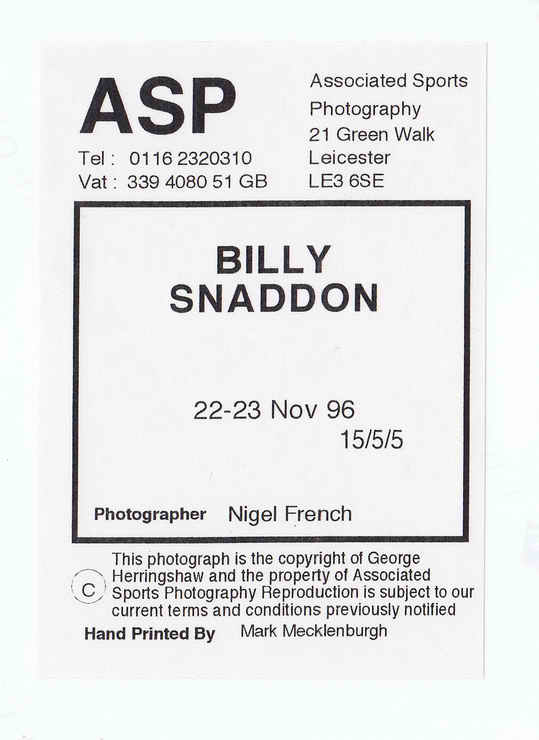 ASP
Associated Sports
Photography
21 Green Walk
Leicester
LE3 6SE
Tel : 0116 2320310
Vat : 339 4080 51 GB
BILLY
SNADDON
22-23 Nov 96
15/5/5
Photographer Nigel French
This photograph is the copyright of George
Herringshaw and the property of Associated
C Sports Photography Reproduction is subject to our
current terms and conditions previously notified
Hand Printed By Mark Mecklenburgh